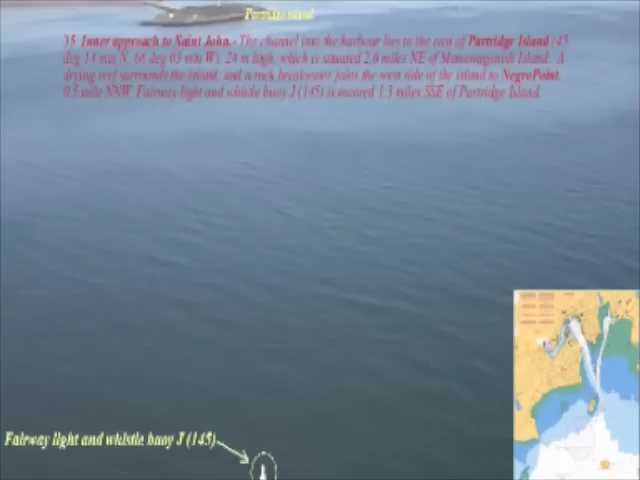 Partridge island
35 Inner approach to Saint John.- The channel into the harbour lies to the east of Partridge Island (45
deg 14 min N, 66 deg 03 min W), 24 m high, which is situated 2.6 miles NE of Manawagonish Island. A
drying reef surrounds the island, and a rock breakwater joins the west side of the island to NegroPoint,
0.5 mile NNW. Fairway light and whistle buoy J (145) is moored 1.3 miles SSE of Partridge Island.
Fairway light and whistle buoy J (145)